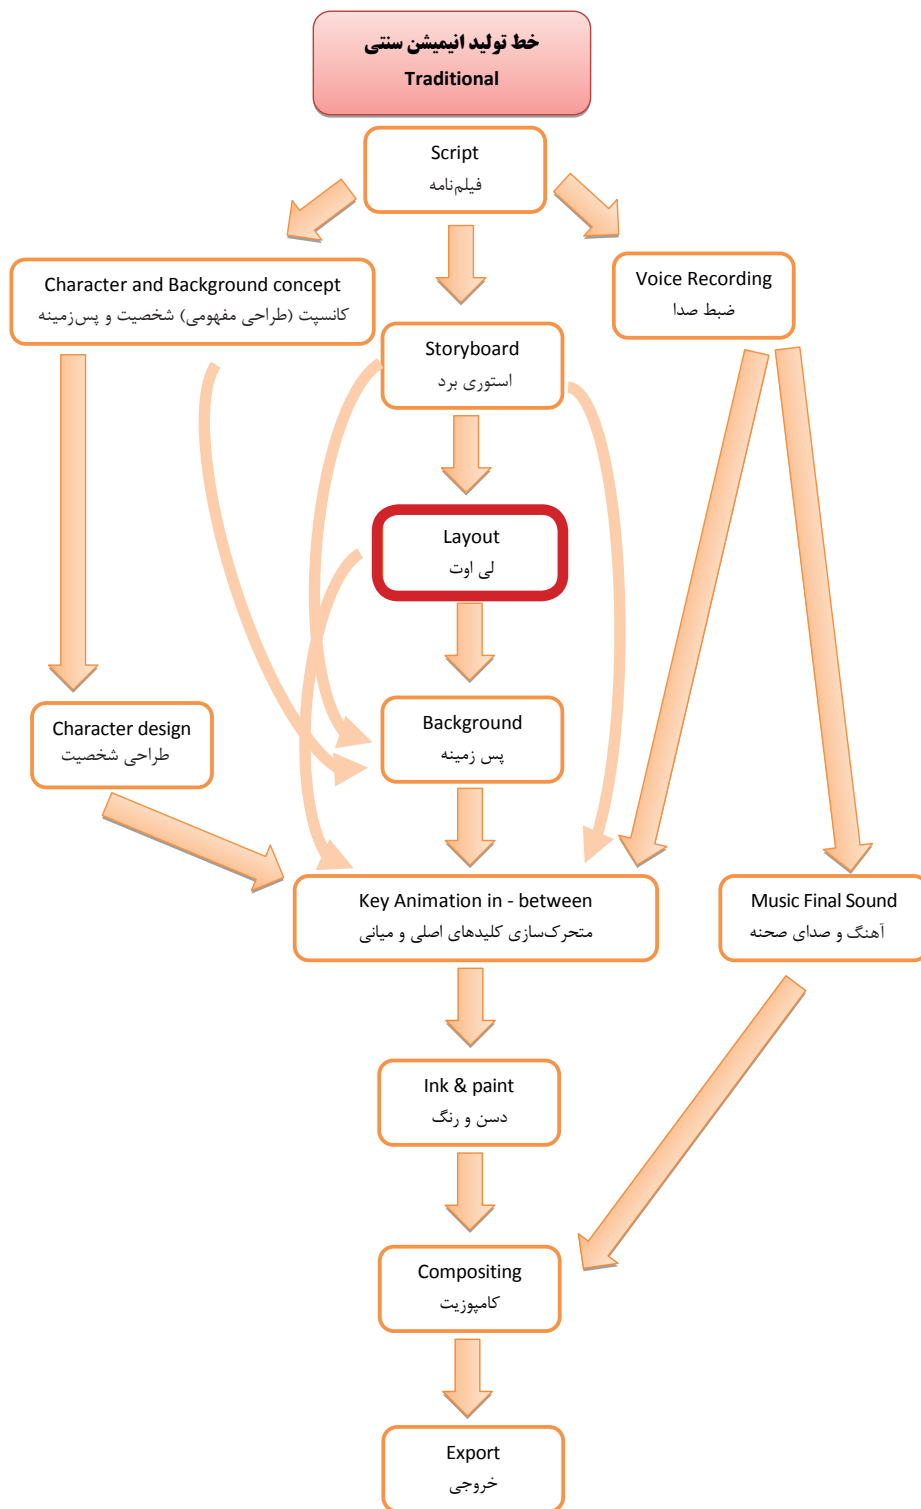 خط تولید انیمیشن سنتی
Traditional
Script
فیلم‌نامه
Character and Background concept
کانسپت (طراحی مفهومی) شخصیت و پس‌زمینه
Voice Recording
ضبط صدا
Storyboard
استوری برد
Layout
لی اوت
Character design
طراحی شخصیت
Background
پس زمینه
Key Animation in - between
متحرک‌سازی کلیدهای اصلی و میانی
Music Final Sound
آهنگ و صدای صحنه
Ink & paint
دسن و رنگ
Compositing
کامپوزیت
Export
خروجی